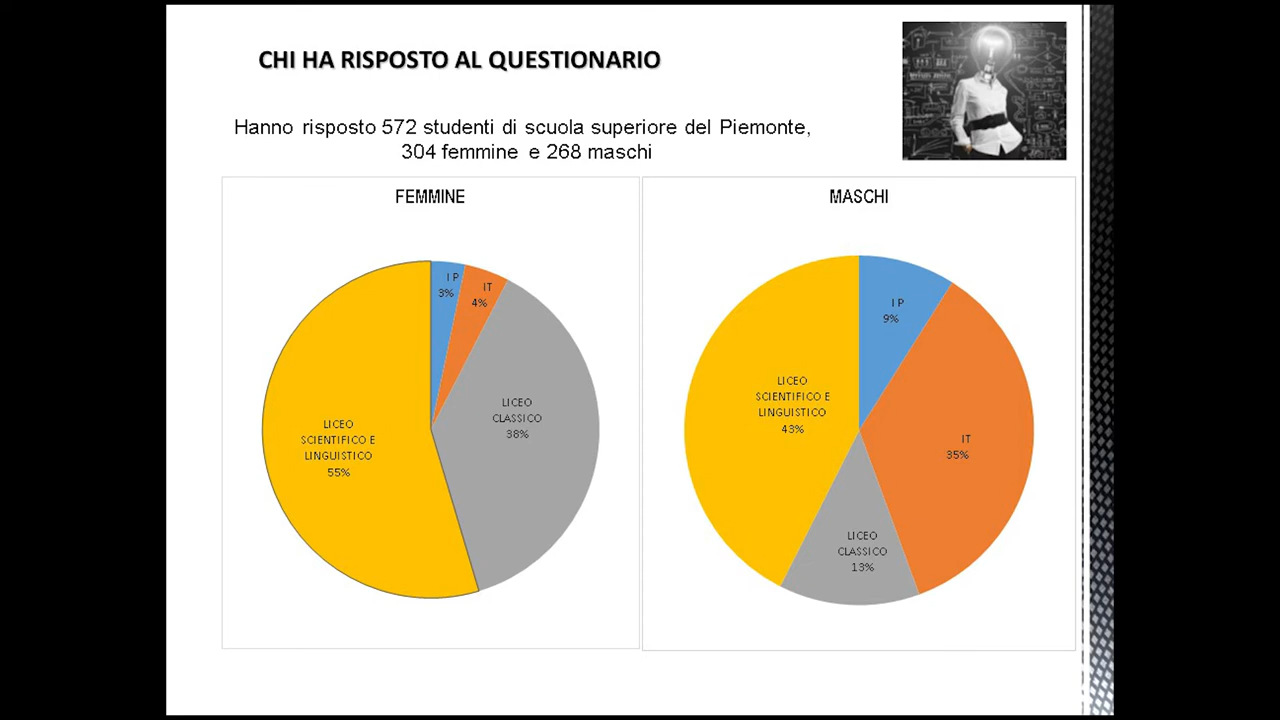 CHI HA RISPOSTO AL QUESTIONARIO
Hanno risposto 572 studenti di scuola superiore del Piemonte,
304 femmine e 268 maschi
FEMMINE
I P
3%
IT
4%
LICEO
CLASSICO
38%
LICEO
SCIENTIFICO E
LINGUISTICO
55%
MASCHI
I P
9%
IT
35%
LICEO
CLASSICO
13%
LICEO
SCIENTIFICO E
LINGUISTICO
43%